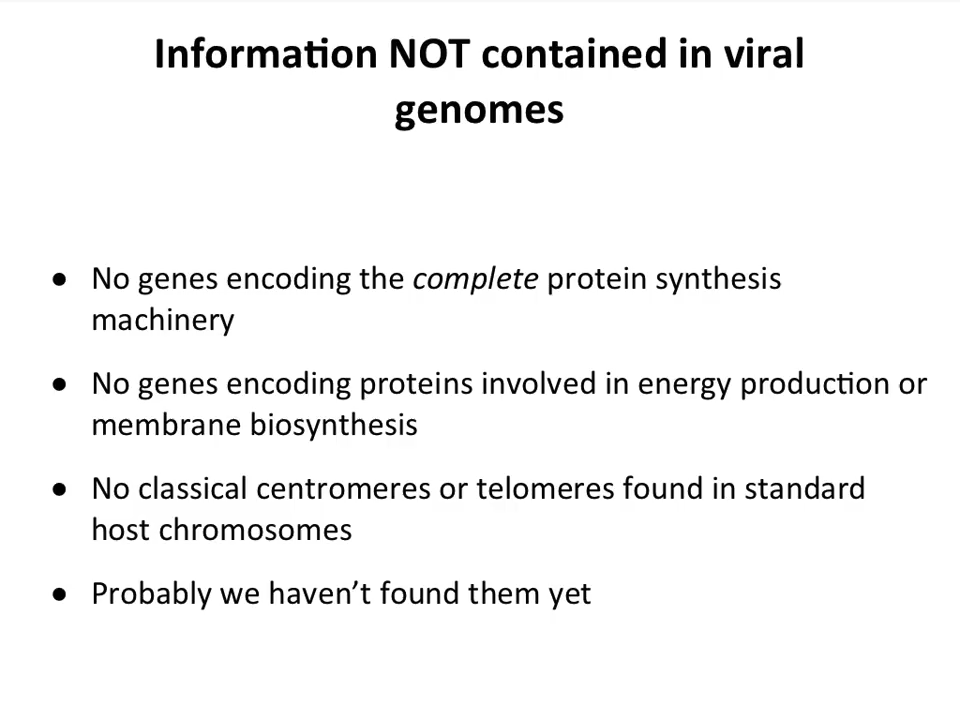 Information NOT contained in viral
genomes
● No genes encoding the complete protein synthesis
machinery
● No genes encoding proteins involved in energy production or
membrane biosynthesis
● No classical centromeres or telomeres found in standard
host chromosomes
● Probably we haven’t found them yet